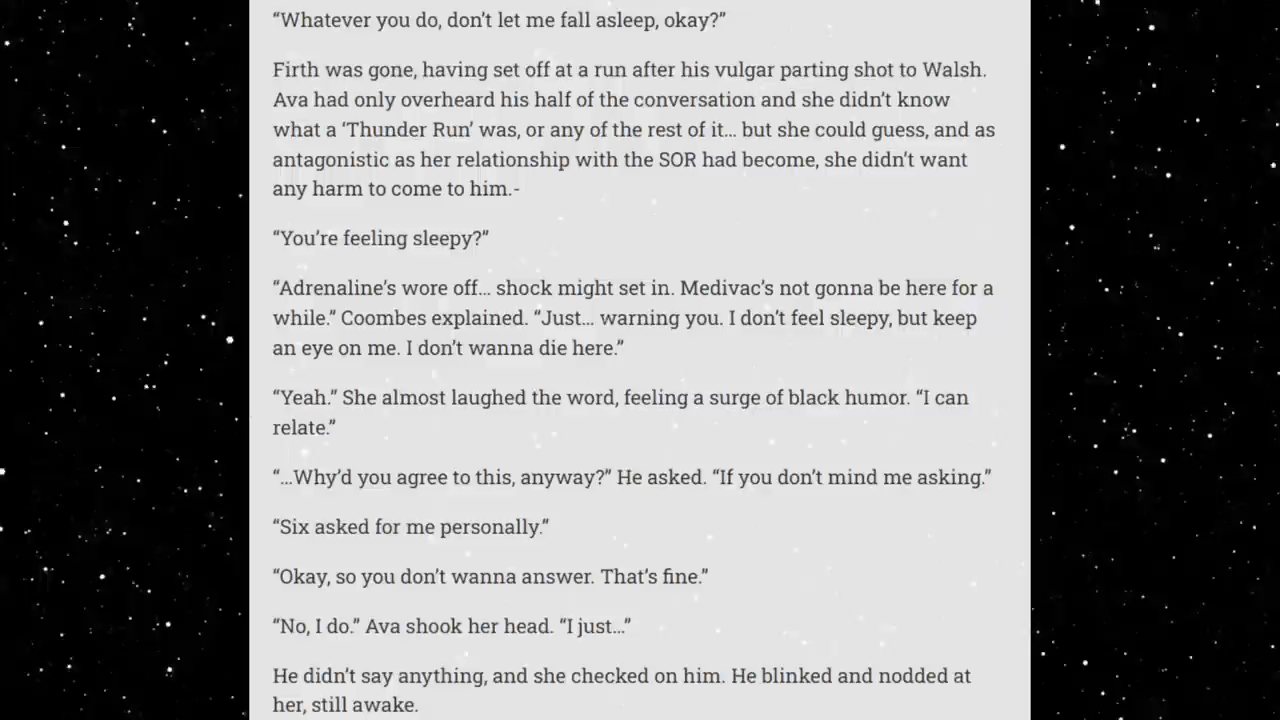 “Whatever you do, don’t let me fall asleep, okay?”
Firth was gone, having set off at a run after his vulgar parting shot to Walsh.
Ava had only overheard his half of the conversation and she didn’t know
what a ‘Thunder Run’ was, or any of the rest of it… but she could guess, and as
antagonistic as her relationship with the SOR had become, she didn’t want
any harm to come to him.-
“You’re feeling sleepy?”
“Adrenaline’s wore off… shock might set in. Medivac’s not gonna be here for a
while.” Coombes explained. “Just… warning you. I don’t feel sleepy, but keep
an eye on me. I don’t wanna die here.”
“Yeah.” She almost laughed the word, feeling a surge of black humor. “I can
relate.”
“…Why’d you agree to this, anyway?” He asked. “If you don’t mind me asking.”
“Six asked for me personally.”
“Okay, so you don’t wanna answer. That’s fine.”
“No, I do.” Ava shook her head. “I just…”
He didn’t say anything, and she checked on him. He blinked and nodded at
her, still awake.